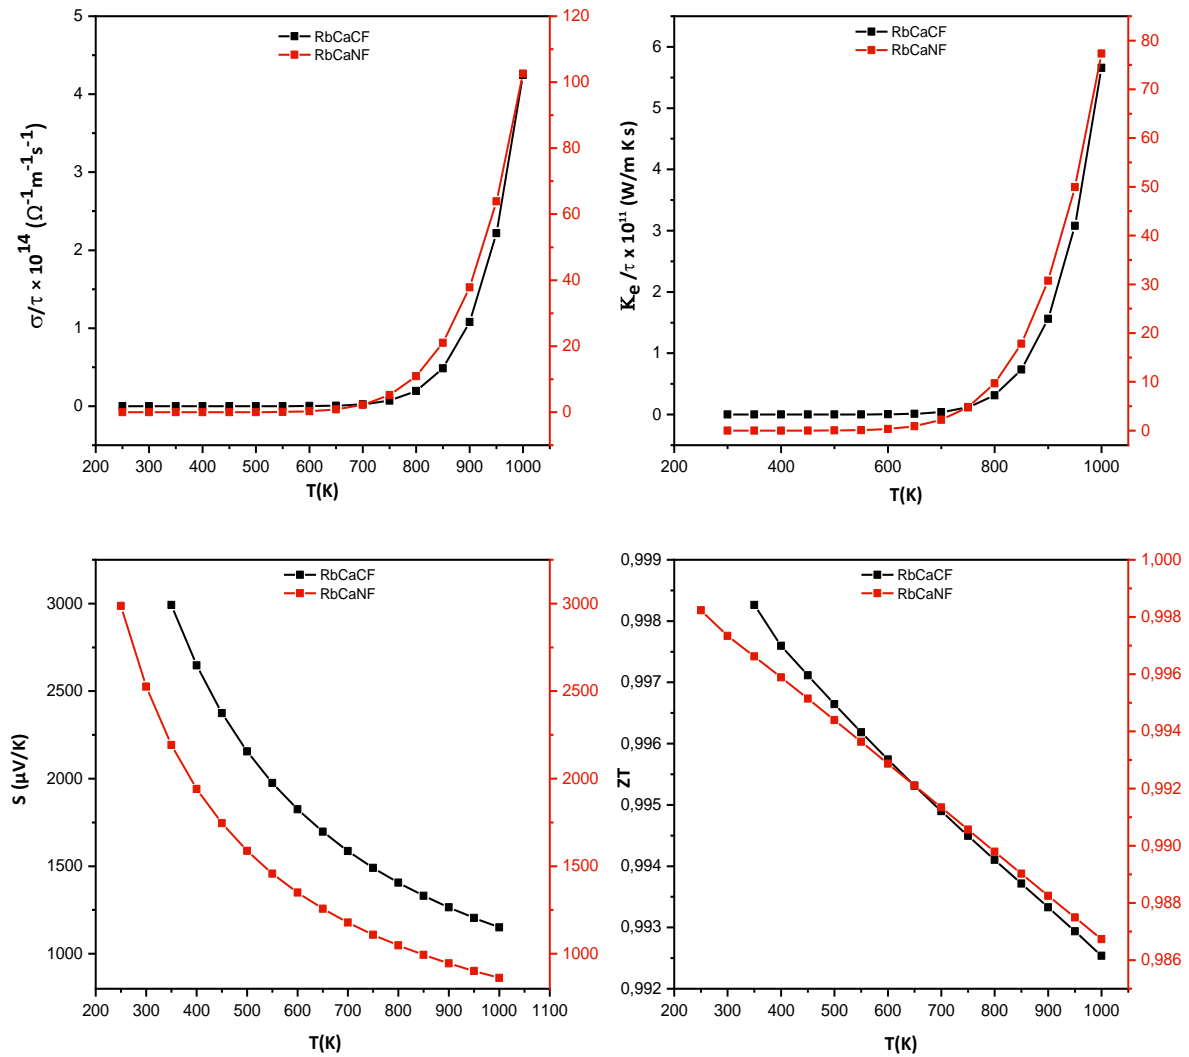 5
4
3
2
1
0
120
100
80
60
40
20
0
RbCaCF
RbCaNF
σ/τ × 10^14 (Ω^-1m^-1s^-1)
200 300 400 500 600 700 800 900 1000
T(K)
6
5
4
3
2
1
0
80
70
60
50
40
30
20
10
0
RbCaCF
RbCaNF
K_e /τ x 10^11 (W/m K s)
200 400 600 800 1000
T(K)
3000
2500
2000
1500
1000
3000
2500
2000
1500
1000
RbCaCF
RbCaNF
S (μV/K)
200 300 400 500 600 700 800 900 1000 1100
T(K)
0,999
0,998
0,997
0,996
0,995
0,994
0,993
0,992
1,000
0,998
0,996
0,994
0,992
0,990
0,988
0,986
RbCaCF
RbCaNF
ZT
200 300 400 500 600 700 800 900 1000
T(K)